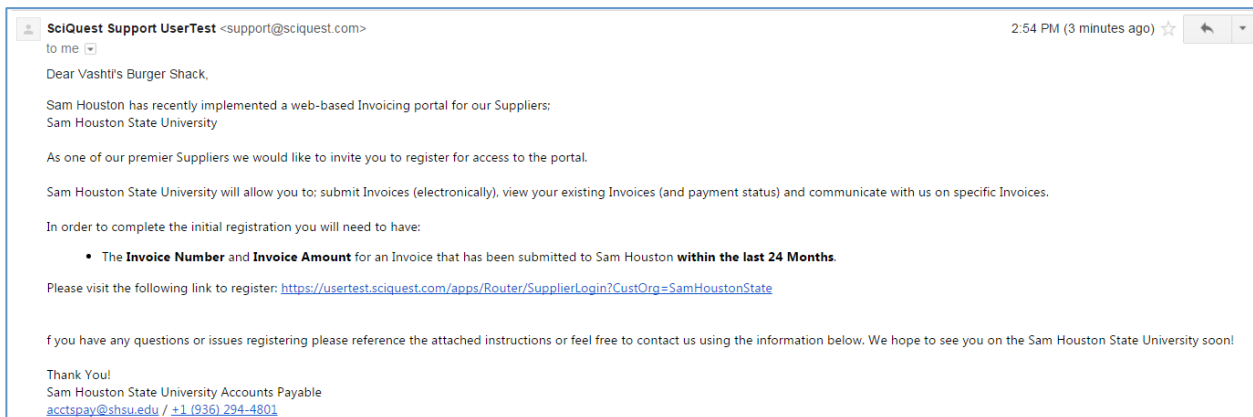 SciQuest Support UserTest <support@sciquest.com>
2:54 PM (3 minutes ago)
to me
Dear Vashti's Burger Shack,
Sam Houston has recently implemented a web-based Invoicing portal for our Suppliers;
Sam Houston State University
As one of our premier Suppliers we would like to invite you to register for access to the portal.
Sam Houston State University will allow you to; submit Invoices (electronically), view your existing Invoices (and payment status) and communicate with us on specific Invoices.
In order to complete the initial registration you will need to have:
• The Invoice Number and Invoice Amount for an Invoice that has been submitted to Sam Houston within the last 24 Months.
Please visit the following link to register: https://usertest.sciquest.com/apps/Router/SupplierLogin?CustOrg=SamHoustonState
f you have any questions or issues registering please reference the attached instructions or feel free to contact us using the information below. We hope to see you on the Sam Houston State University soon!
Thank You!
Sam Houston State University Accounts Payable
acctspay@shsu.edu / +1 (936) 294-4801